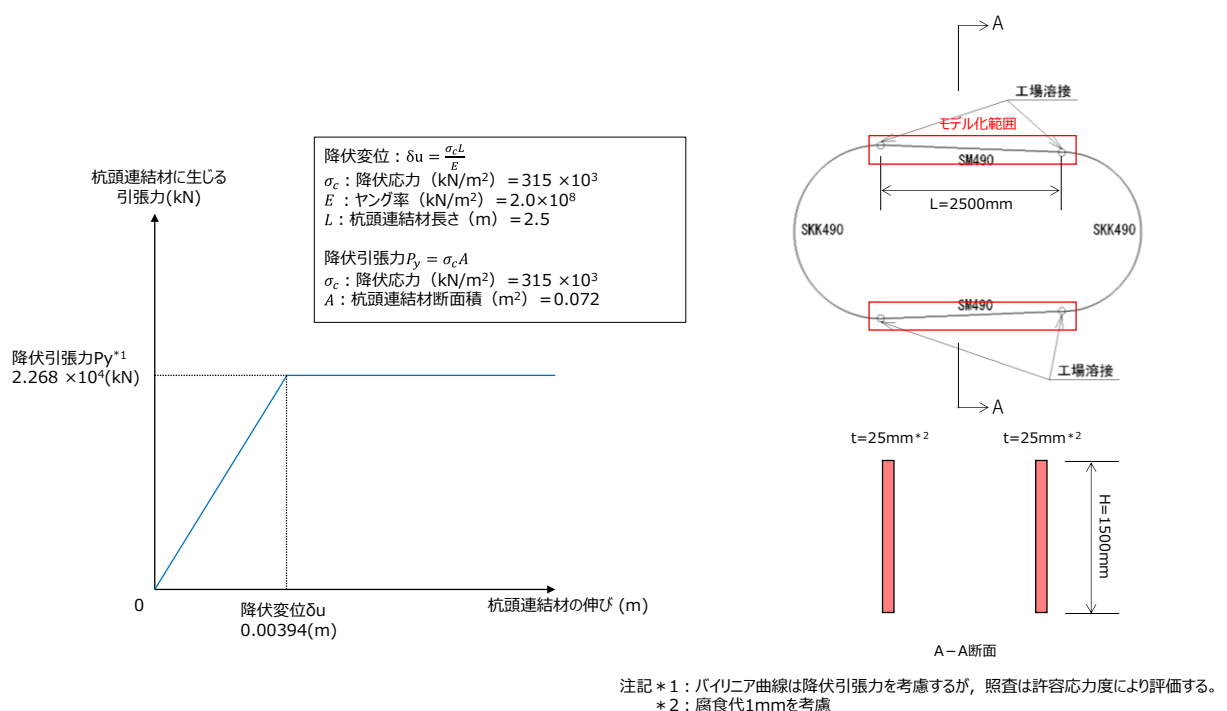 杭頭連結材に生じる
引張力(kN)
降伏引張力Py*1
2.268 ×10⁴(kN)
0
降伏変位δu
0.00394(m)
杭頭連結材の伸び (m)
降伏変位：δu = σcL/E
σc：降伏応力（kN/m²）＝315 ×10³
E：ヤング率（kN/m²）＝2.0×10⁸
L：杭頭連結材長さ（m）＝2.5
降伏引張力Py = σcA
σc：降伏応力（kN/m²）＝315 ×10³
A：杭頭連結材断面積（m²）＝0.072
A
工場溶接
モデル化範囲
SM490
L=2500mm
SKK490
SKK490
SM490
工場溶接
A
t=25mm*2
t=25mm*2
H=1500mm
A－A断面
注記＊1：バイリニア曲線は降伏引張力を考慮するが，照査は許容応力度により評価する。
＊2：腐食代1mmを考慮